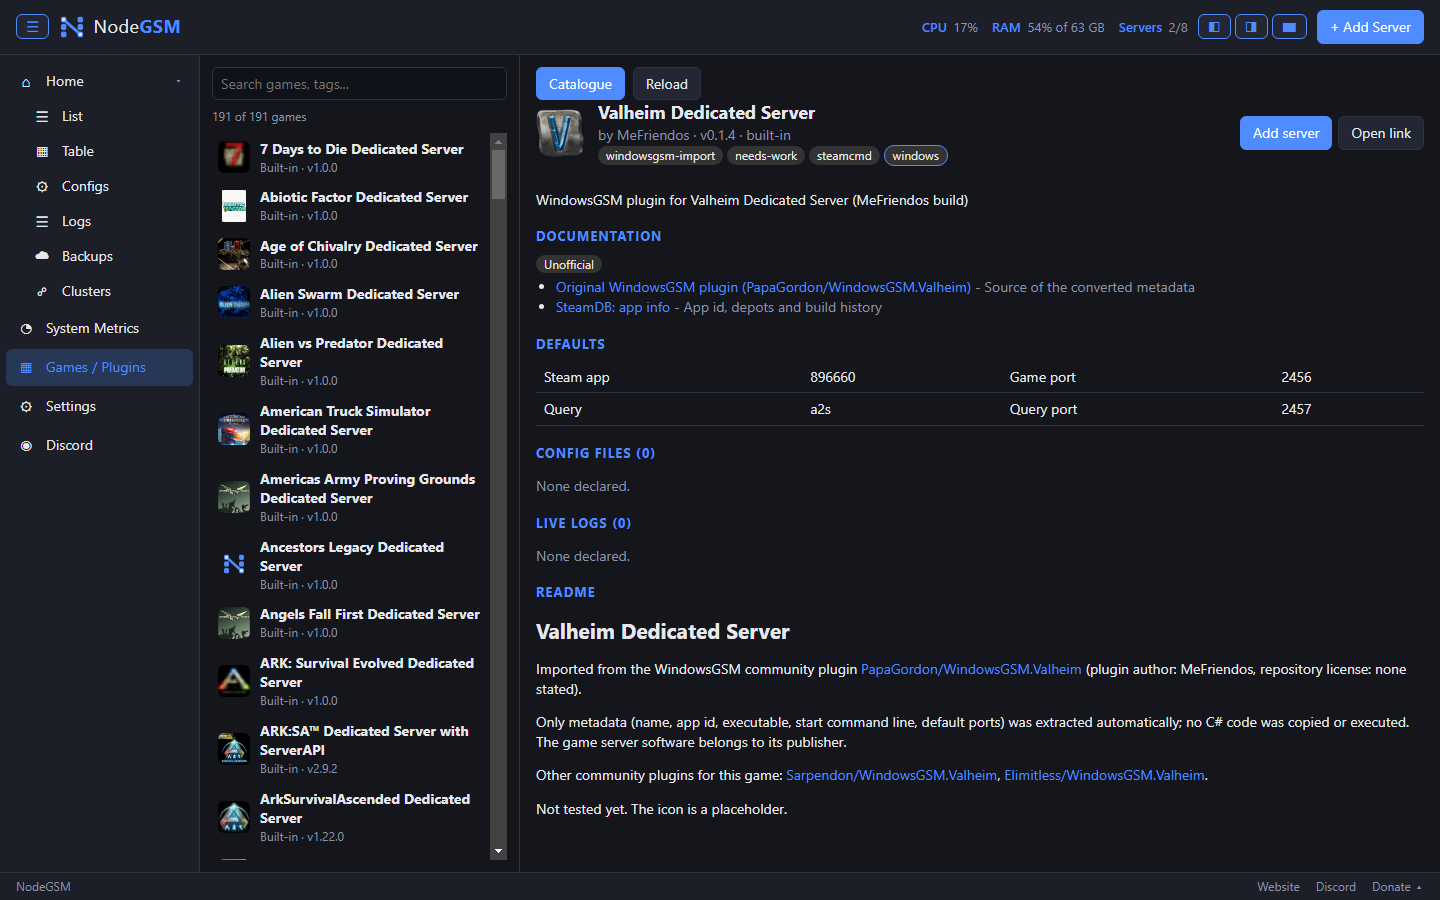 NodeGSM
CPU 17% RAM 54% of 63 GB Servers 2/8
+ Add Server
Home
List
Table
Configs
Logs
Backups
Clusters
System Metrics
Games / Plugins
Settings
Discord
Search games, tags...
191 of 191 games
7 Days to Die Dedicated Server
Built-in · v1.0.0
Abiotic Factor Dedicated Server
Built-in · v1.0.0
Age of Chivalry Dedicated Server
Built-in · v1.0.0
Alien Swarm Dedicated Server
Built-in · v1.0.0
Alien vs Predator Dedicated
Server
Built-in · v1.0.0
American Truck Simulator
Dedicated Server
Built-in · v1.0.0
Americas Army Proving Grounds
Dedicated Server
Built-in · v1.0.0
Ancestors Legacy Dedicated
Server
Built-in · v1.0.0
Angels Fall First Dedicated Server
Built-in · v1.0.0
ARK: Survival Evolved Dedicated
Server
Built-in · v1.0.0
ARK:SA™ Dedicated Server with
ServerAPI
Built-in · v2.9.2
ArkSurvivalAscended Dedicated
Server
Built-in · v1.22.0
Catalogue Reload
Valheim Dedicated Server
by MeFriendos · v0.1.4 · built-in
windowsgsm-import needs-work steamcmd windows
Add server Open link
WindowsGSM plugin for Valheim Dedicated Server (MeFriendos build)
DOCUMENTATION
Unofficial
Original WindowsGSM plugin (PapaGordon/WindowsGSM.Valheim) - Source of the converted metadata
SteamDB: app info - App id, depots and build history
DEFAULTS
Steam app 896660 Game port 2456
Query a2s Query port 2457
CONFIG FILES (0)
None declared.
LIVE LOGS (0)
None declared.
README
Valheim Dedicated Server
Imported from the WindowsGSM community plugin PapaGordon/WindowsGSM.Valheim (plugin author: MeFriendos, repository license: none
stated).
Only metadata (name, app id, executable, start command line, default ports) was extracted automatically; no C# code was copied or executed.
The game server software belongs to its publisher.
Other community plugins for this game: Sarpendon/WindowsGSM.Valheim, Elimitless/WindowsGSM.Valheim.
Not tested yet. The icon is a placeholder.
NodeGSM
Website Discord Donate